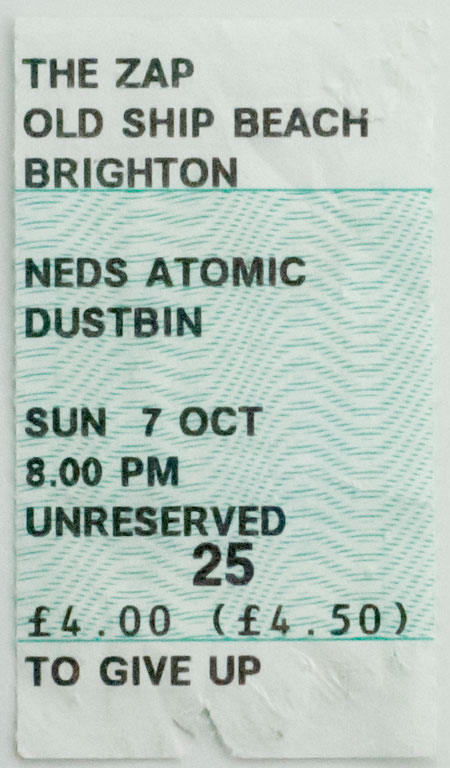 THE ZAP
OLD SHIP BEACH
BRIGHTON
NEDS ATOMIC
DUSTBIN
SUN 7 OCT
8.00 PM
UNRESERVED
25
£4.00 (£4.50)
TO GIVE UP